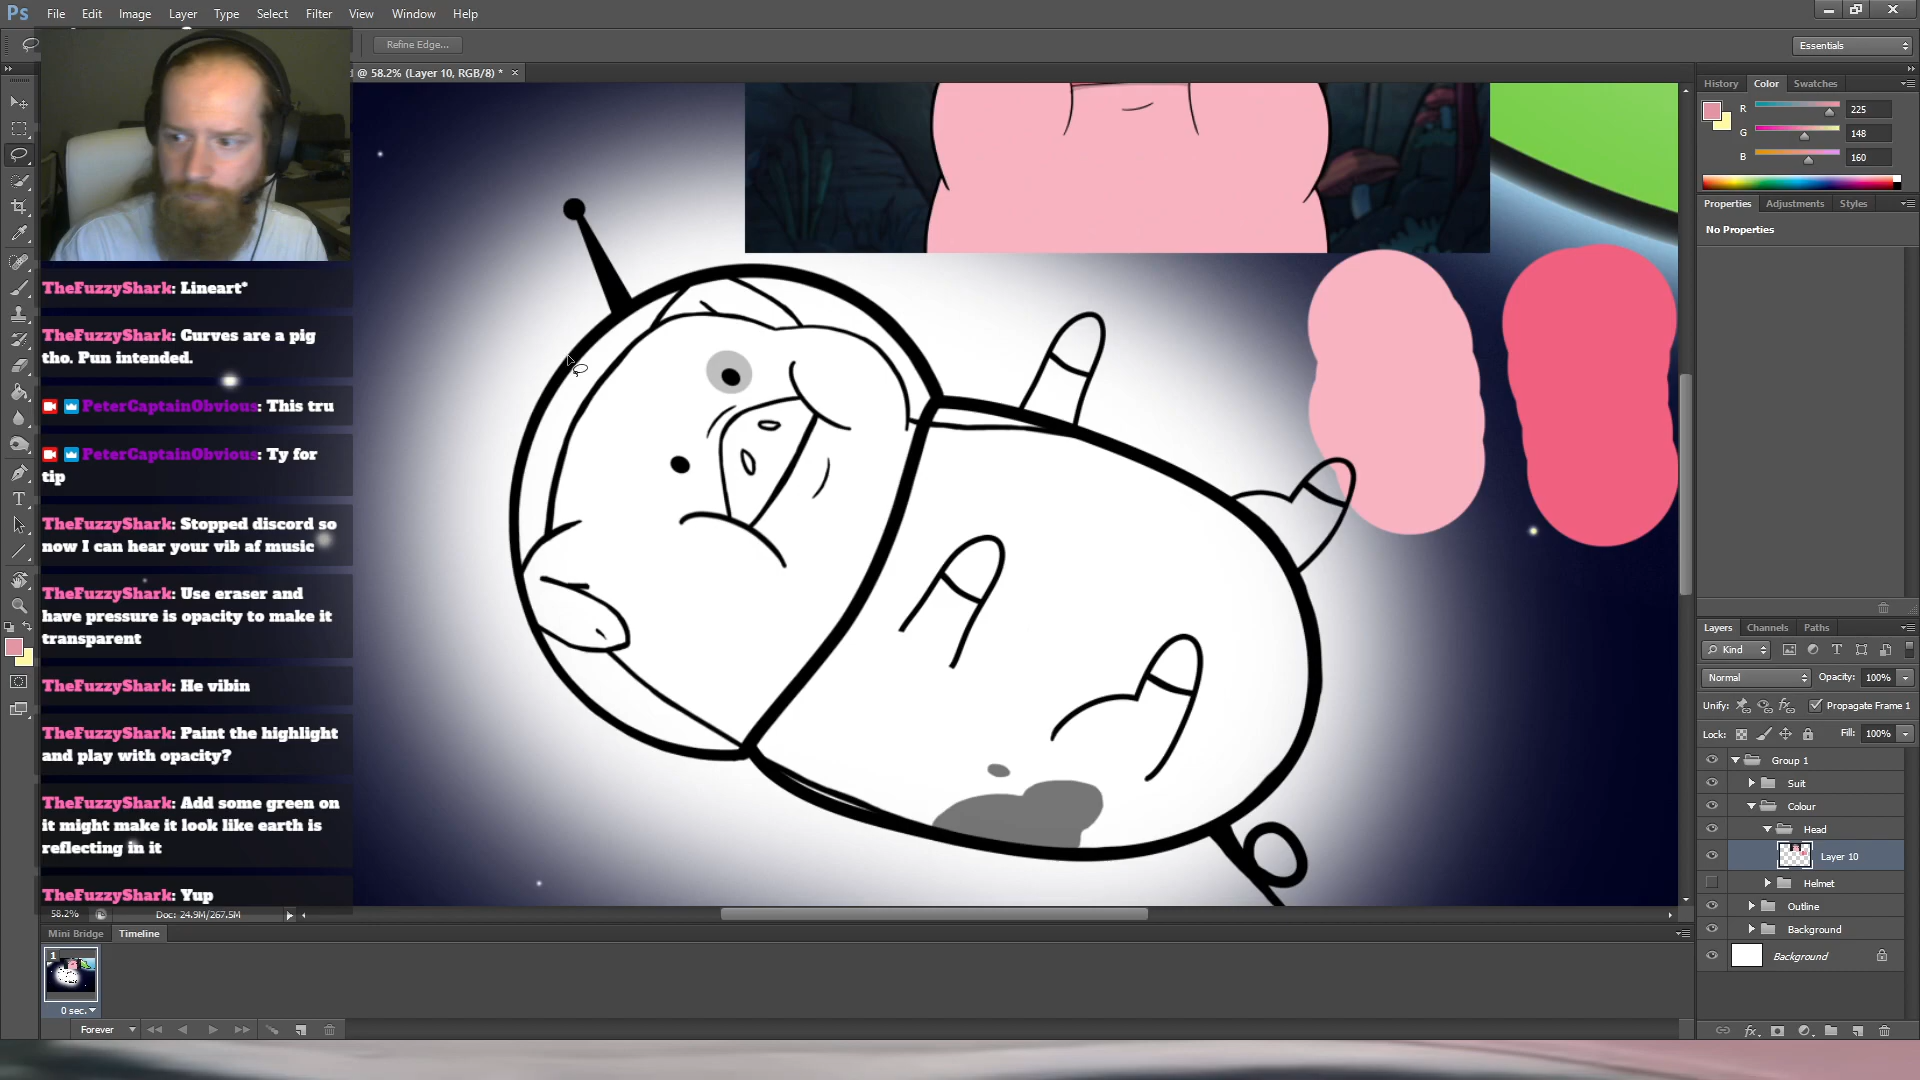 Ps File Edit Image Layer Type Select Filter 3D View Window Help
Refine Edge...
Essentials
@ 58.2% (Layer 10, RGB/8) * ×
TheFuzzyShark: Lineart*
TheFuzzyShark: Curves are a pig
tho. Pun intended.
PeterCaptainObvious: This tru
PeterCaptainObvious: Ty for
tip
TheFuzzyShark: Stopped discord so
now I can hear your vib af music
TheFuzzyShark: Use eraser and
have pressure is opacity to make it
transparent
TheFuzzyShark: He vibin
TheFuzzyShark: Paint the highlight
and play with opacity?
TheFuzzyShark: Add some green on
it might make it look like earth is
reflecting in it
TheFuzzyShark: Yup
58.2% Doc: 24.9M/267.5M
Mini Bridge Timeline
1
0 sec.
Forever
History Color Swatches
R 225
G 148
B 160
Properties Adjustments Styles
No Properties
Layers Channels Paths
Kind
Normal Opacity: 100%
Unify: Propagate Frame 1
Lock: Fill: 100%
Group 1
Suit
Colour
Head
Layer 10
Helmet
Outline
Background
Background